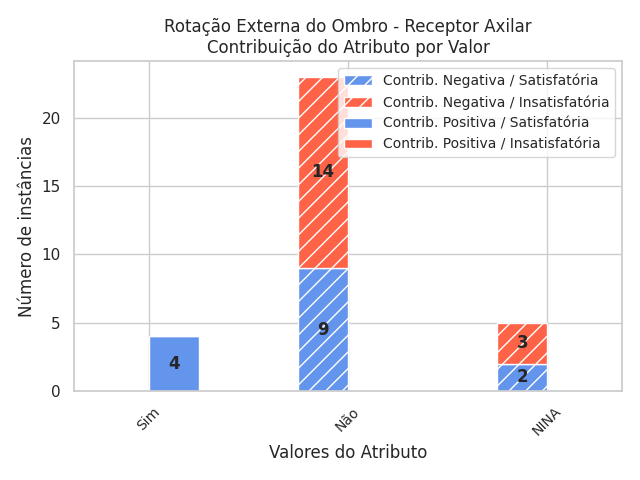 Rotação Externa do Ombro - Receptor Axilar
Contribuição do Atributo por Valor
Contrib. Negativa / Satisfatória
Contrib. Negativa / Insatisfatória
Contrib. Positiva / Satisfatória
Contrib. Positiva / Insatisfatória
Número de instâncias
20
15
10
5
0
4
14
9
3
2
Sim
Não
NINA
Valores do Atributo